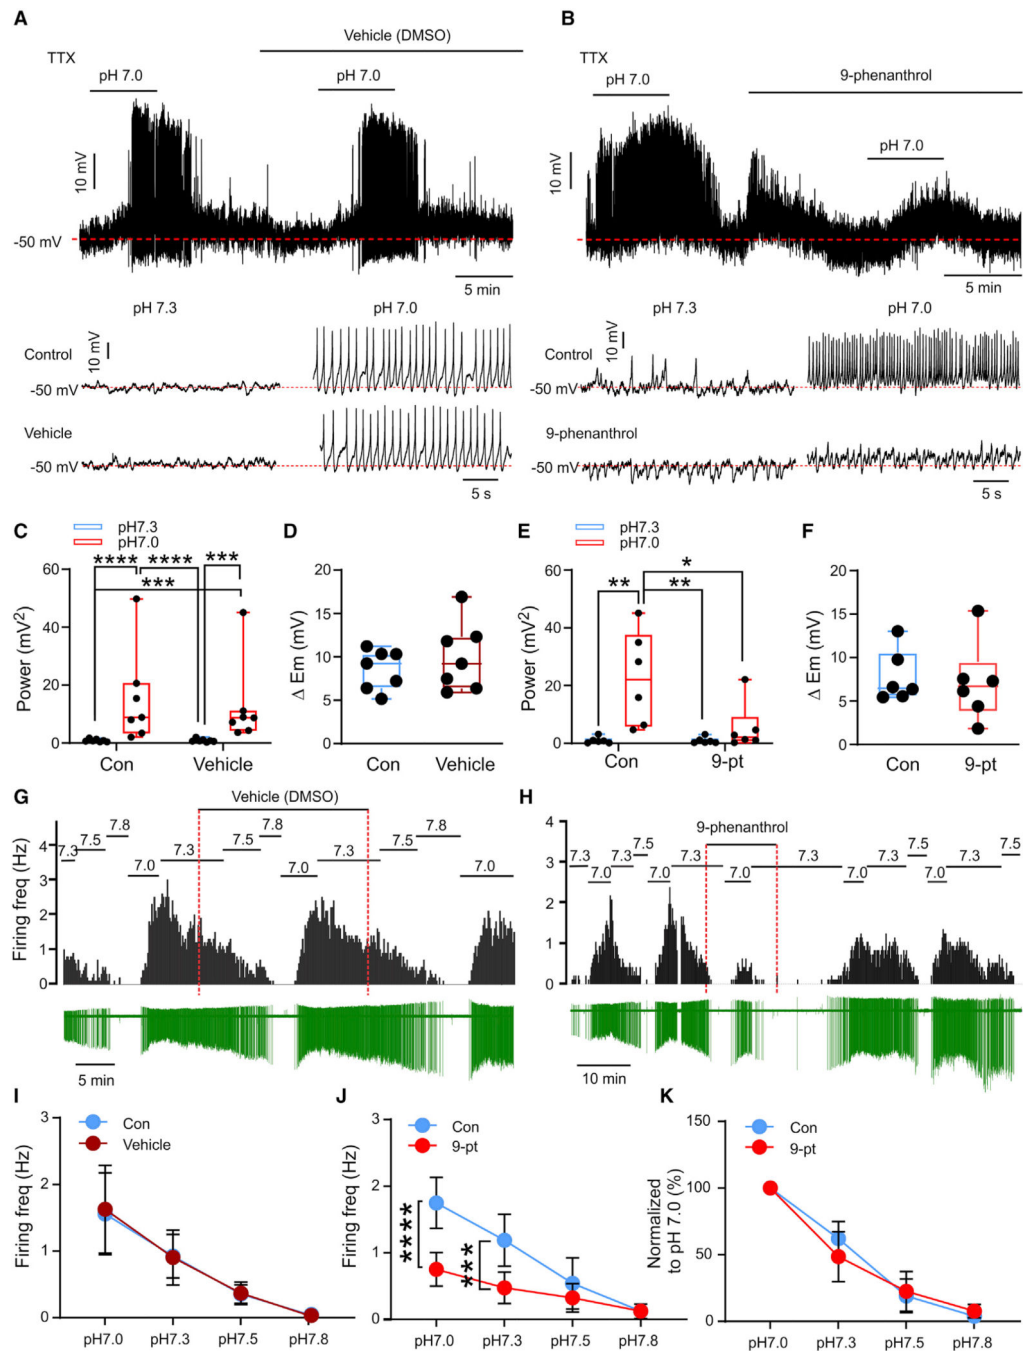 A
Vehicle (DMSO)
TTX
pH 7.0
pH 7.0
10 mV
-50 mV
5 min
pH 7.3
pH 7.0
10 mV
Control
-50 mV
Vehicle
-50 mV
5 s
B
TTX
9-phenanthrol
pH 7.0
pH 7.0
10 mV
5 min
pH 7.3
pH 7.0
10 mV
Control
-50 mV
9-phenanthrol
-50 mV
5 s
C
pH7.3
pH7.0
**** **** ***
***
60
40
20
0
Power (mV²)
Con Vehicle
D
20
15
10
5
0
Δ Em (mV)
Con Vehicle
E
pH7.3
pH7.0
*
** **
60
40
20
0
Power (mV²)
Con 9-pt
F
20
15
10
5
0
Δ Em (mV)
Con 9-pt
G
Vehicle (DMSO)
7.8 7.8 7.8
7.3 7.5 7.3 7.5 7.3 7.5
7.0 7.0 7.0
4
3
2
1
0
Firing freq (Hz)
5 min
H
9-phenanthrol
7.5 7.5 7.5
7.3 7.3 7.3 7.3 7.3 7.3
7.0 7.0 7.0 7.0 7.0
4
3
2
1
0
10 min
I
Con
Vehicle
3
2
1
0
Firing freq (Hz)
pH7.0 pH7.3 pH7.5 pH7.8
J
Con
9-pt
3
2
1
0
Firing freq (Hz)
****
***
pH7.0 pH7.3 pH7.5 pH7.8
K
Con
9-pt
150
100
50
0
Normalized
to pH 7.0 (%)
pH7.0 pH7.3 pH7.5 pH7.8